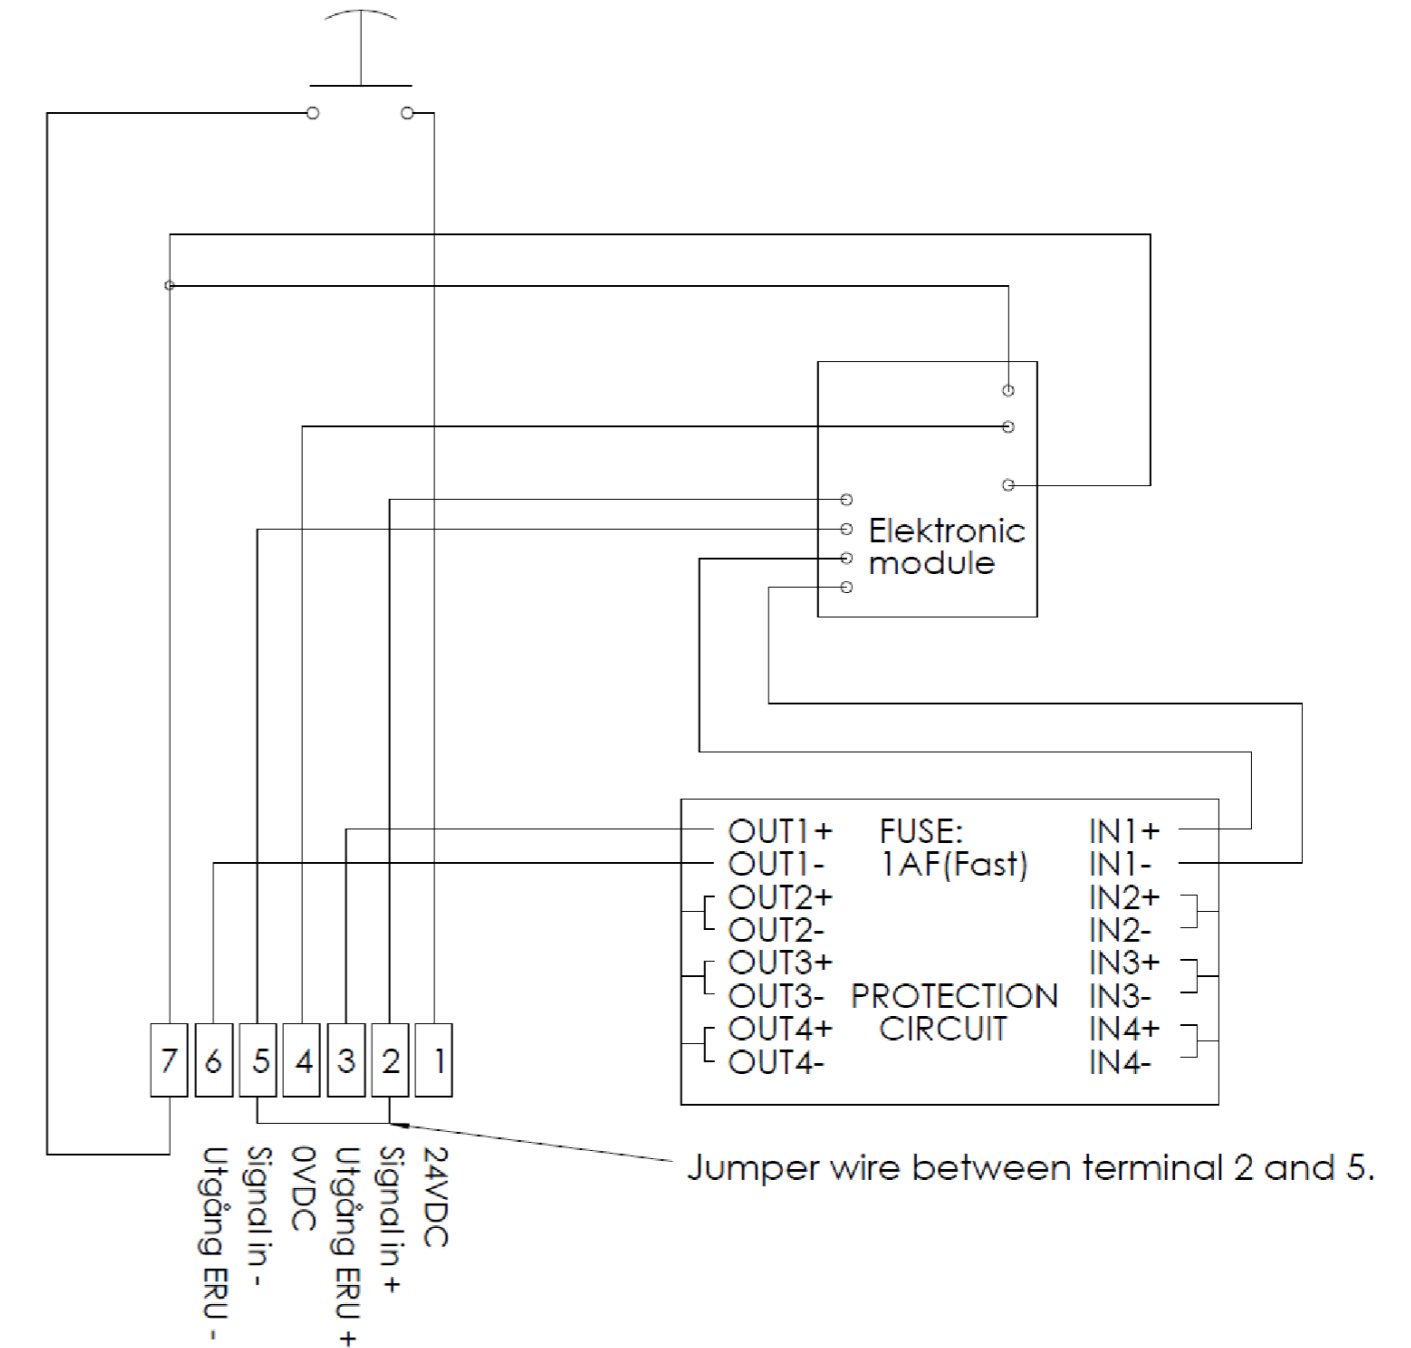 Elektronic
module
OUT1+ FUSE: IN1+
OUT1- 1AF(Fast) IN1-
OUT2+ IN2+
OUT2- IN2-
OUT3+ IN3+
OUT3- PROTECTION IN3-
OUT4+ CIRCUIT IN4+
OUT4- IN4-
7 6 5 4 3 2 1
Utgång ERU -
Signal in -
0VDC
Utgång ERU +
Signal in +
24VDC
Jumper wire between terminal 2 and 5.